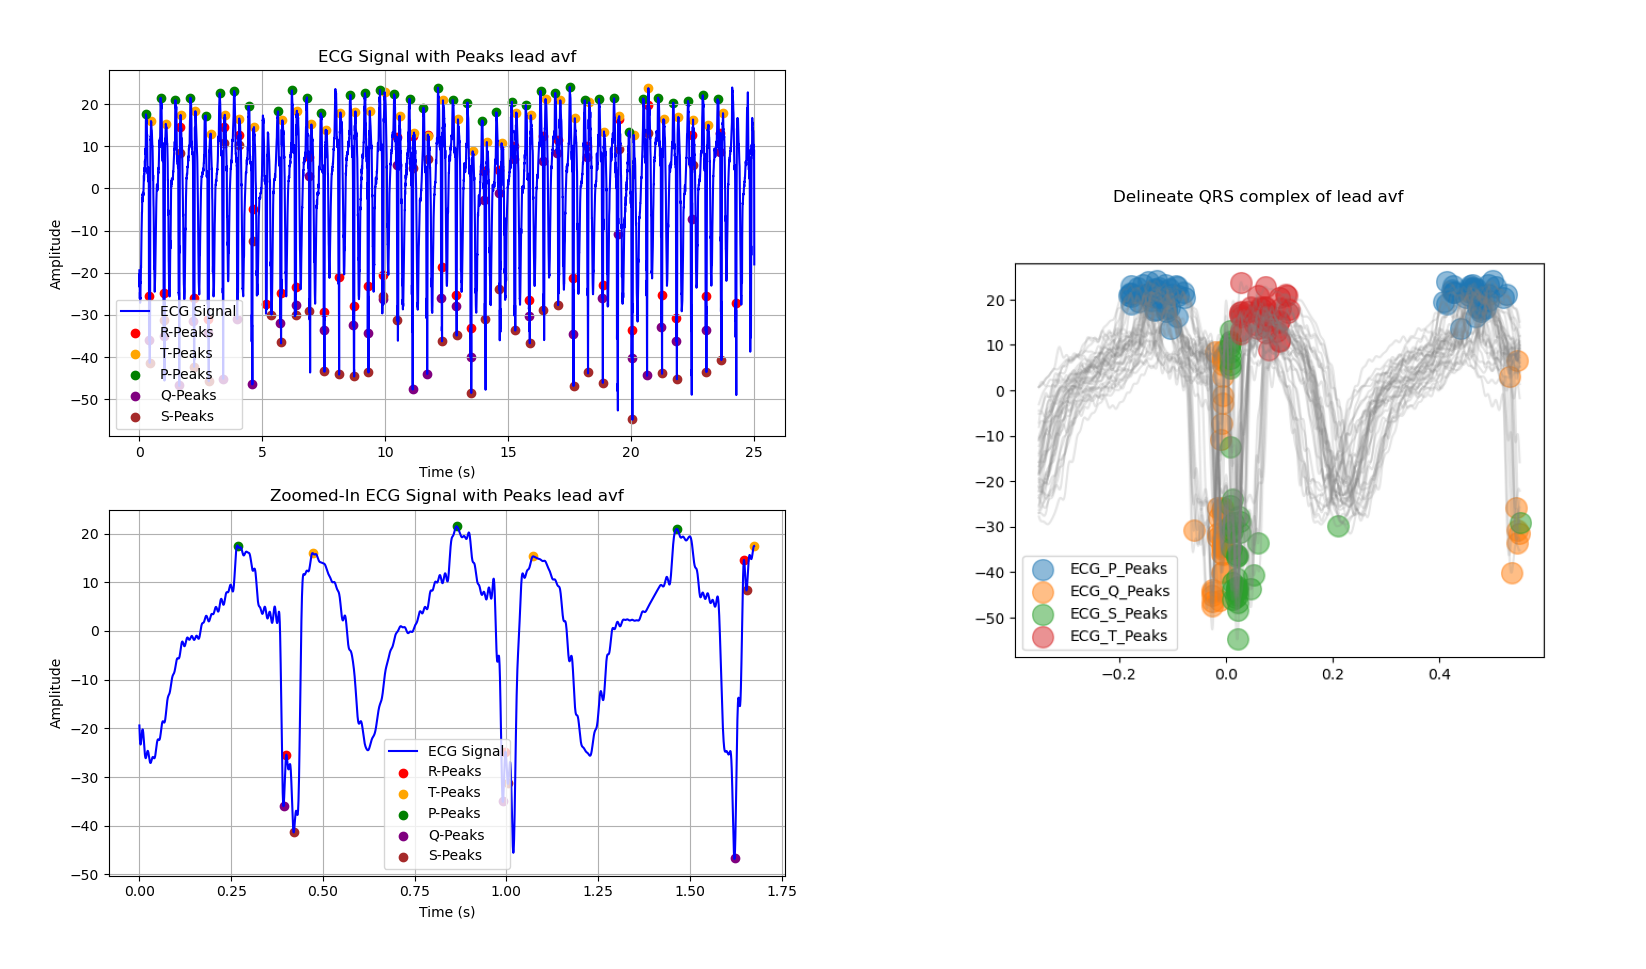 ECG Signal with Peaks lead avf
20
10
0
−10
−20
−30
−40
−50
Amplitude
ECG Signal
R-Peaks
T-Peaks
P-Peaks
Q-Peaks
S-Peaks
0 5 10 15 20 25
Time (s)
Zoomed-In ECG Signal with Peaks lead avf
20
10
0
−10
−20
−30
−40
−50
Amplitude
ECG Signal
R-Peaks
T-Peaks
P-Peaks
Q-Peaks
S-Peaks
0.00 0.25 0.50 0.75 1.00 1.25 1.50 1.75
Time (s)
Delineate QRS complex of lead avf
20
10
0
−10
−20
−30
−40
−50
ECG_P_Peaks
ECG_Q_Peaks
ECG_S_Peaks
ECG_T_Peaks
−0.2 0.0 0.2 0.4